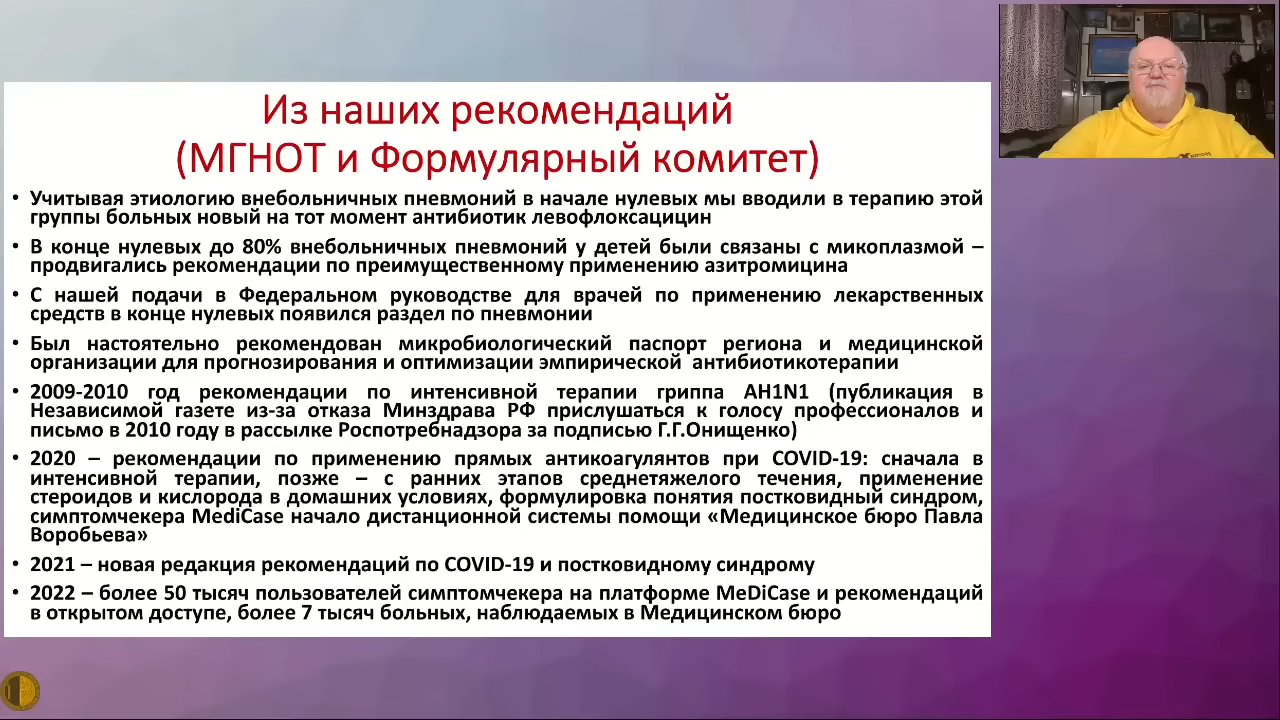 Из наших рекомендаций
(МГНОТ и Формулярный комитет)
• Учитывая этиологию внебольничных пневмоний в начале нулевых мы вводили в терапию этой
группы больных новый на тот момент антибиотик левофлоксацицин
• В конце нулевых до 80% внебольничных пневмоний у детей были связаны с микоплазмой –
продвигались рекомендации по преимущественному применению азитромицина
• С нашей подачи в Федеральном руководстве для врачей по применению лекарственных
средств в конце нулевых появился раздел по пневмонии
• Был настоятельно рекомендован микробиологический паспорт региона и медицинской
организации для прогнозирования и оптимизации эмпирической антибиотикотерапии
• 2009-2010 год рекомендации по интенсивной терапии гриппа AH1N1 (публикация в
Независимой газете из-за отказа Минздрава РФ прислушаться к голосу профессионалов и
письмо в 2010 году в рассылке Роспотребнадзора за подписью Г.Г.Онищенко)
• 2020 – рекомендации по применению прямых антикоагулянтов при COVID-19: сначала в
интенсивной терапии, позже – с ранних этапов среднетяжелого течения, применение
стероидов и кислорода в домашних условиях, формулировка понятия постковидный синдром,
симптомчекера MediCase начало дистанционной системы помощи «Медицинское бюро Павла
Воробьева»
• 2021 – новая редакция рекомендаций по COVID-19 и постковидному синдрому
• 2022 – более 50 тысяч пользователей симптомчекера на платформе MeDiCase и рекомендаций
в открытом доступе, более 7 тысяч больных, наблюдаемых в Медицинском бюро